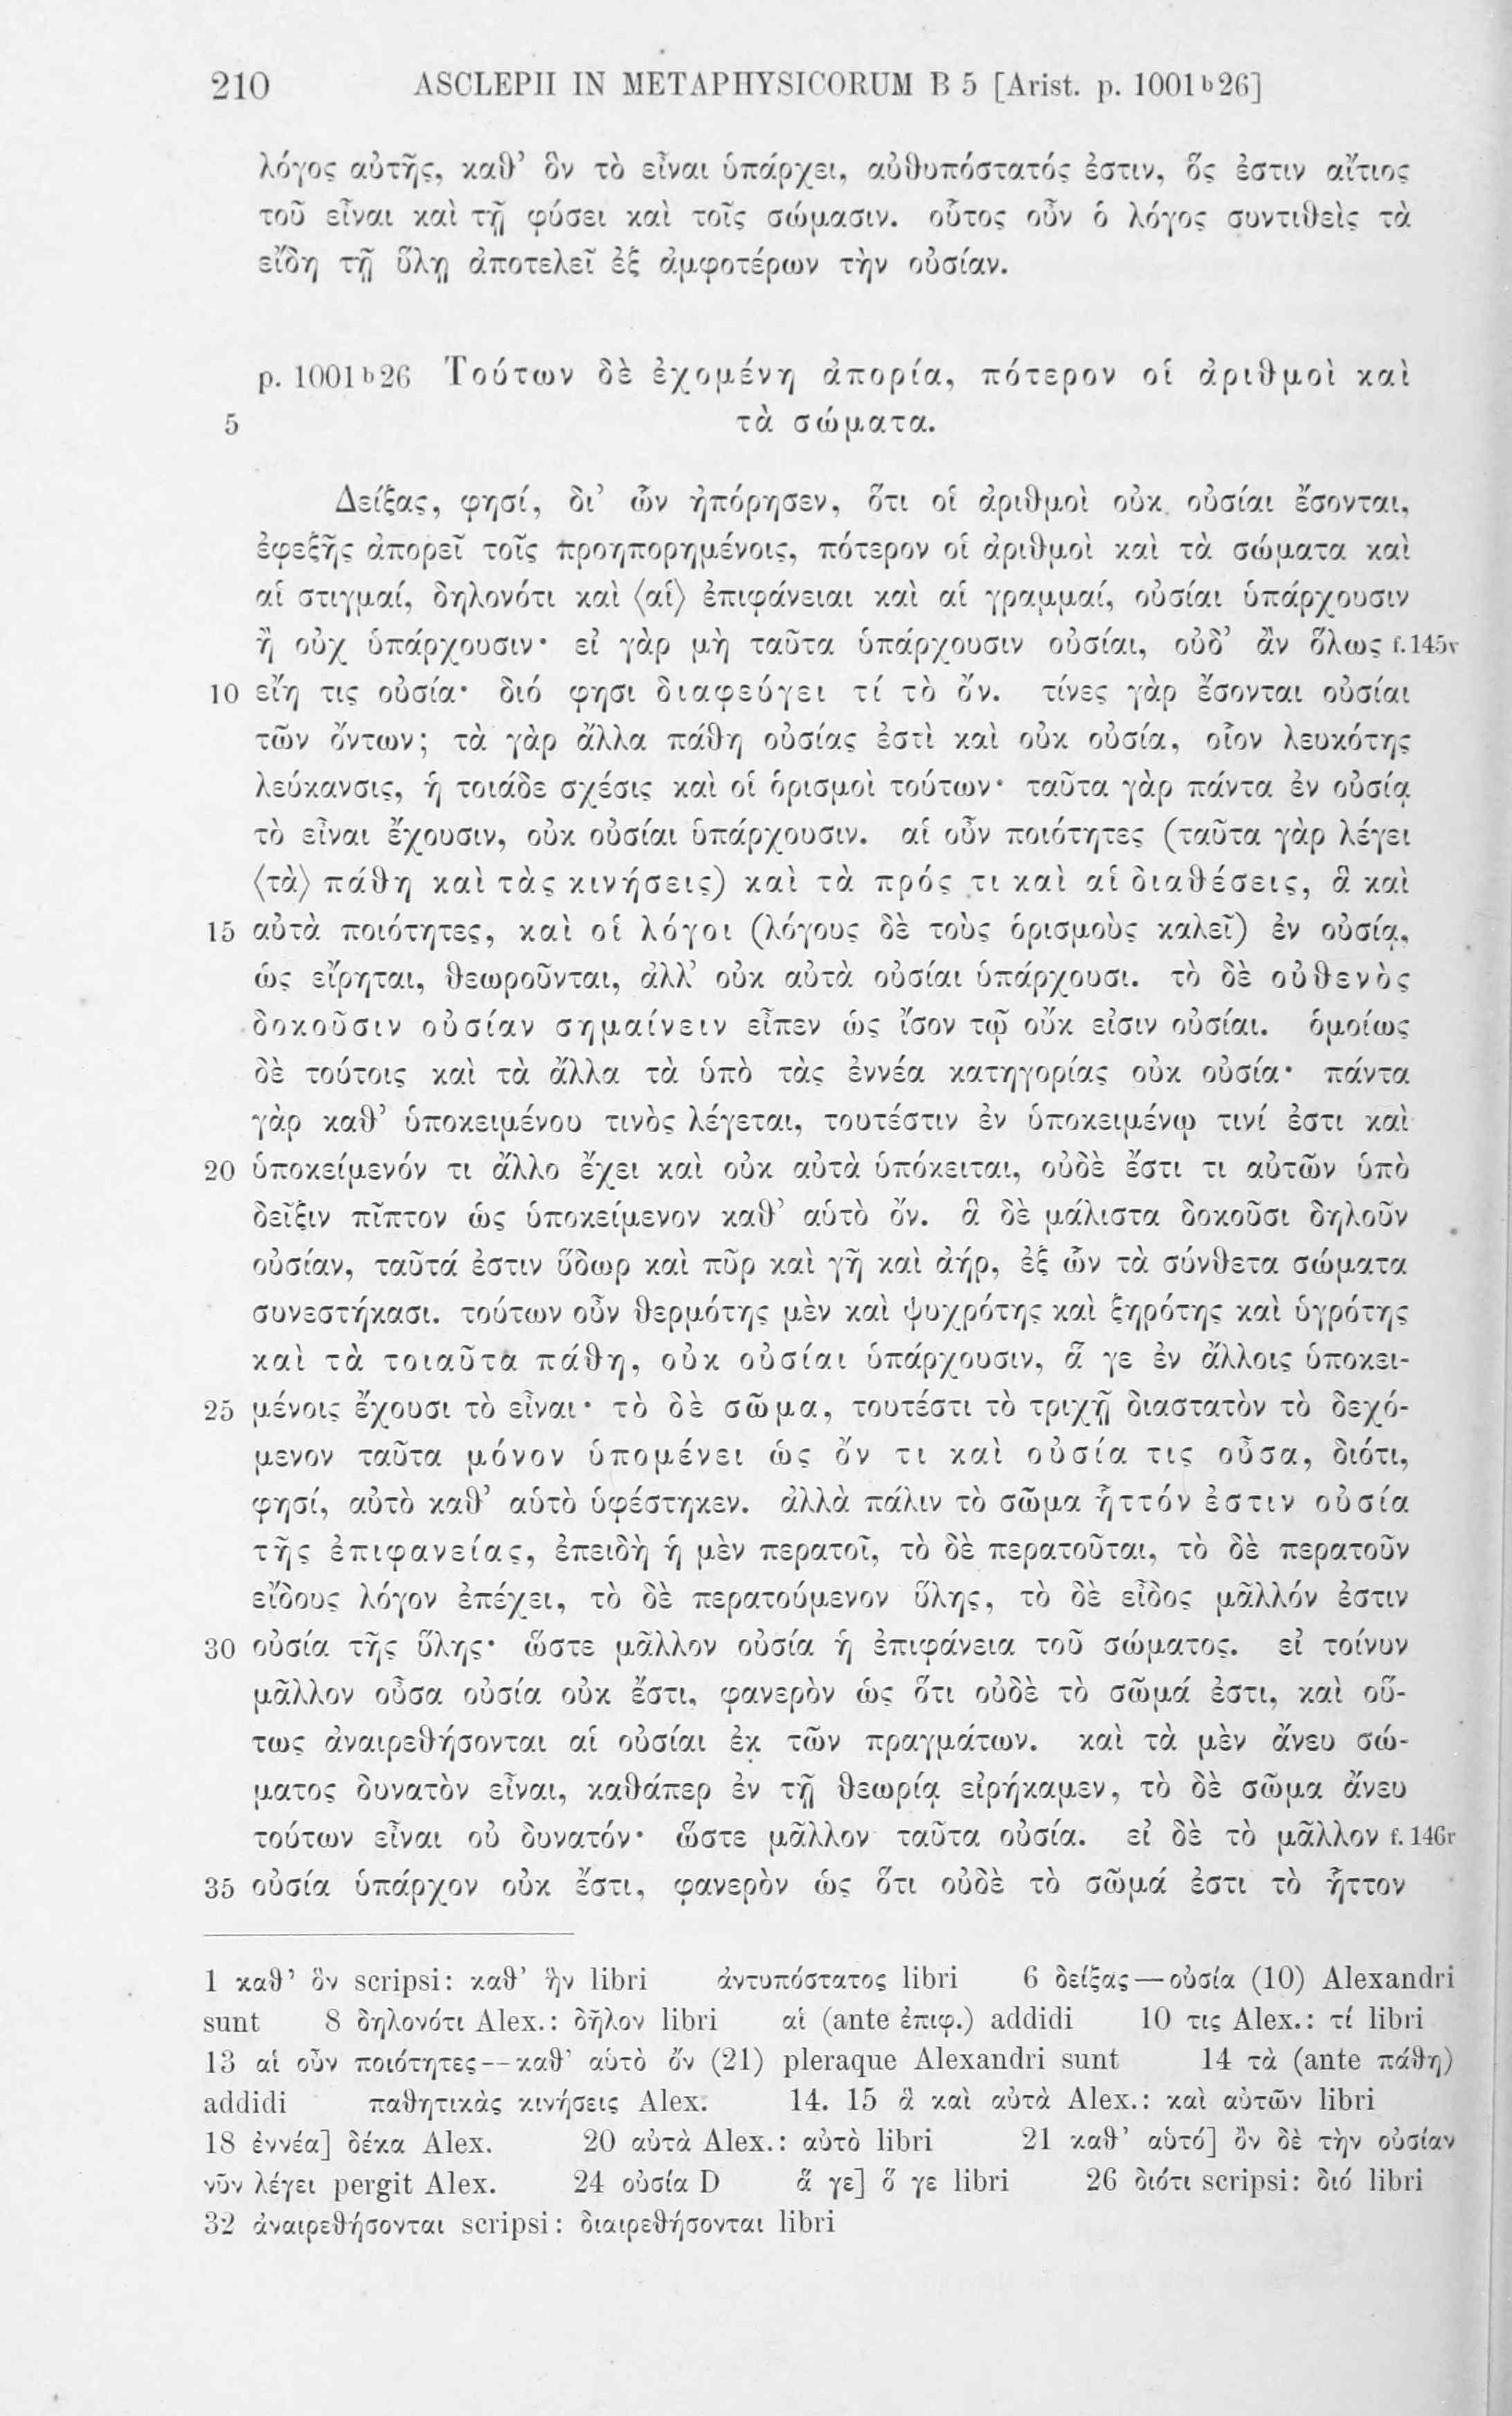 210 ASCLEPII IN METAPHYSICORUM B 5 [Arist. p. 1001 b 26]
λόγος αὐτῆς, καθ’ ὃν τὸ εἶναι ὑπάρχει, αὐθυπόστατός ἐστιν, ὅς ἐστιν αἴτιος
τοῦ εἶναι καὶ τῇ φύσει καὶ τοῖς σώμασιν. οὗτος οὖν ὁ λόγος συντιθεὶς τὰ
εἴδη τῇ ὕλῃ ἀποτελεῖ ἐξ ἀμφοτέρων τὴν οὐσίαν.
p. 1001 b 26 Τούτων δὲ ἐχομένη ἀπορία, πότερον οἱ ἀριθμοὶ καὶ
5 τὰ σώματα.
Δείξας, φησί, δι’ ὧν ἠπόρησεν, ὅτι οἱ ἀριθμοὶ οὐκ οὐσίαι ἔσονται,
ἐφεξῆς ἀπορεῖ τοῖς προηπορημένοις, πότερον οἱ ἀριθμοὶ καὶ τὰ σώματα καὶ
αἱ στιγμαί, δηλονότι καὶ ⟨αἱ⟩ ἐπιφάνειαι καὶ αἱ γραμμαί, οὐσίαι ὑπάρχουσιν
ἢ οὐχ ὑπάρχουσιν· εἰ γὰρ μὴ ταῦτα ὑπάρχουσιν οὐσίαι, οὐδ’ ἂν ὅλως f. 145v
10 εἴη τις οὐσία· διό φησι διαφεύγει τί τὸ ὄν. τίνες γὰρ ἔσονται οὐσίαι
τῶν ὄντων; τὰ γὰρ ἄλλα πάθη οὐσίας ἐστὶ καὶ οὐκ οὐσία, οἷον λευκότης
λεύκανσις, ἡ τοιάδε σχέσις καὶ οἱ ὁρισμοὶ τούτων· ταῦτα γὰρ πάντα ἐν οὐσίᾳ
τὸ εἶναι ἔχουσιν, οὐκ οὐσίαι ὑπάρχουσιν. αἱ οὖν ποιότητες (ταῦτα γὰρ λέγει
⟨τὰ⟩ πάθη καὶ τὰς κινήσεις) καὶ τὰ πρός τι καὶ αἱ διαθέσεις, ἃ καὶ
15 αὐτὰ ποιότητες, καὶ οἱ λόγοι (λόγους δὲ τοὺς ὁρισμοὺς καλεῖ) ἐν οὐσίᾳ,
ὡς εἴρηται, θεωροῦνται, ἀλλ’ οὐκ αὐτὰ οὐσίαι ὑπάρχουσι. τὸ δὲ οὐθενὸς
δοκοῦσιν οὐσίαν σημαίνειν εἶπεν ὡς ἴσον τῷ οὔκ εἰσιν οὐσίαι. ὁμοίως
δὲ τούτοις καὶ τὰ ἄλλα τὰ ὑπὸ τὰς ἐννέα κατηγορίας οὐκ οὐσία· πάντα
γὰρ καθ’ ὑποκειμένου τινὸς λέγεται, τουτέστιν ἐν ὑποκειμένῳ τινί ἐστι καὶ
20 ὑποκείμενόν τι ἄλλο ἔχει καὶ οὐκ αὐτὰ ὑπόκειται, οὐδὲ ἔστι τι αὐτῶν ὑπὸ
δεῖξιν πῖπτον ὡς ὑποκείμενον καθ’ αὑτὸ ὄν. ἃ δὲ μάλιστα δοκοῦσι δηλοῦν
οὐσίαν, ταῦτά ἐστιν ὕδωρ καὶ πῦρ καὶ γῆ καὶ ἀήρ, ἐξ ὧν τὰ σύνθετα σώματα
συνεστήκασι. τούτων οὖν θερμότης μὲν καὶ ψυχρότης καὶ ξηρότης καὶ ὑγρότης
καὶ τὰ τοιαῦτα πάθη, οὐκ οὐσίαι ὑπάρχουσιν, ἅ γε ἐν ἄλλοις ὑποκει-
25 μένοις ἔχουσι τὸ εἶναι· τὸ δὲ σῶμα, τουτέστι τὸ τριχῇ διαστατὸν τὸ δεχό-
μενον ταῦτα μόνον ὑπομένει ὡς ὄν τι καὶ οὐσία τις οὖσα, διότι,
φησί, αὐτὸ καθ’ αὑτὸ ὑφέστηκεν. ἀλλὰ πάλιν τὸ σῶμα ἧττόν ἐστιν οὐσία
τῆς ἐπιφανείας, ἐπειδὴ ἡ μὲν περατοῖ, τὸ δὲ περατοῦται, τὸ δὲ περατοῦν
εἴδους λόγον ἐπέχει, τὸ δὲ περατούμενον ὕλης, τὸ δὲ εἶδος μᾶλλόν ἐστιν
30 οὐσία τῆς ὕλης· ὥστε μᾶλλον οὐσία ἡ ἐπιφάνεια τοῦ σώματος. εἰ τοίνυν
μᾶλλον οὖσα οὐσία οὐκ ἔστι, φανερὸν ὡς ὅτι οὐδὲ τὸ σῶμά ἐστι, καὶ οὕ-
τως ἀναιρεθήσονται αἱ οὐσίαι ἐκ τῶν πραγμάτων. καὶ τὰ μὲν ἄνευ σώ-
ματος δυνατὸν εἶναι, καθάπερ ἐν τῇ θεωρίᾳ εἰρήκαμεν, τὸ δὲ σῶμα ἄνευ
τούτων εἶναι οὐ δυνατόν· ὥστε μᾶλλον ταῦτα οὐσία. εἰ δὲ τὸ μᾶλλον f. 146r
35 οὐσία ὑπάρχον οὐκ ἔστι, φανερὸν ὡς ὅτι οὐδὲ τὸ σῶμά ἐστι τὸ ἧττον
1 καθ’ ὃν scripsi: καθ’ ἣν libri ἀντυπόστατος libri 6 δείξας — οὐσία (10) Alexandri
sunt 8 δηλονότι Alex.: δῆλον libri αἱ (ante ἐπιφ.) addidi 10 τις Alex.: τί libri
13 αἱ οὖν ποιότητες -- καθ’ αὑτὸ ὄν (21) pleraque Alexandri sunt 14 τὰ (ante πάθη)
addidi παθητικὰς κινήσεις Alex. 14. 15 ἃ καὶ αὐτὰ Alex.: καὶ αὐτῶν libri
18 ἐννέα] δέκα Alex. 20 αὐτὰ Alex.: αὐτὸ libri 21 καθ’ αὑτό] ὂν δὲ τὴν οὐσίαν
νῦν λέγει pergit Alex. 24 οὐσία D ἅ γε] ὅ γε libri 26 διότι scripsi: διό libri
32 ἀναιρεθήσονται scripsi: διαιρεθήσονται libri